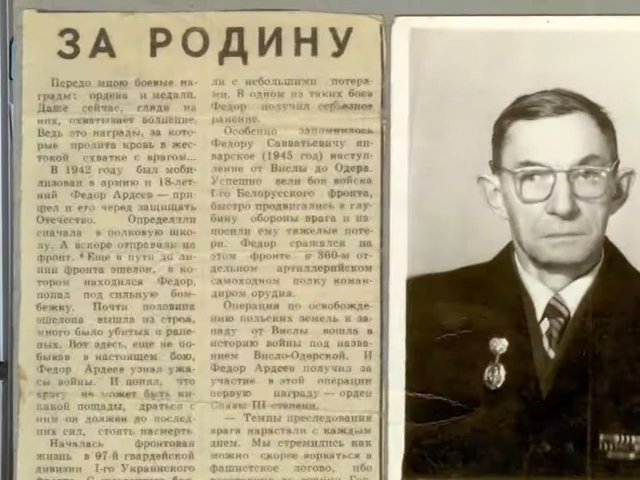 ЗА РОДИНУ
Передо мною боевые на-
грады: ордена и медали.
Даже сейчас, глядя на
них, охватывает волнение.
Ведь это награды, за кото-
рые пролита кровь в жес-
токой схватке с врагом...
В 1942 году был моби-
лизован в армию и 18-лет-
ний Федор Ардеев — при-
шел и его черед защищать
Отечество. Определили
сначала в полковую шко-
лу. А вскоре отправили на
фронт. Еще в пути до ли-
нии фронта эшелон, в ко-
тором находился Федор,
попал под сильную бом-
бежку. Почти половина
эшелона вышла из строя,
много было убитых и ране-
ных. Вот здесь, еще не по-
бывав в настоящем бою,
Федор Ардеев узнал ужа-
сы войны. И понял, что
врагу не может быть ни-
какой пощады, драться с
ним он должен до послед-
них сил, стоять насмерть
Началась фронтовая
жизнь в 97-й гвардейской
дивизии I-го Украинского
ли с небольшими потеря-
ми. В одном из таких боев
Федор получил серьезное
ранение.
Особенно запомнилось
Федору Савватьевичу ян-
варское (1945 год) наступ-
ление от Вислы до Одера.
Успешно вели бои войска
I-го Белорусского фронта,
быстро продвигались в глу-
бину обороны врага и на-
носили ему тяжелые поте-
ри. Федор сражался на
этом фронте в 360-м от-
дельном артиллерийском
самоходном полку коман-
диром орудия.
Операция по освобожде-
нию польских земель к за-
паду от Вислы вошла в
историю войны под назва-
нием Висло-Одерской. И
Федор Ардеев получил за
участие в этой операции
первую награду — орден
Славы III степени.
— Темпы преследования
врага нарастали с каждым
днем. Мы стремились как
можно скорее ворваться в
фашистское логово, ибо